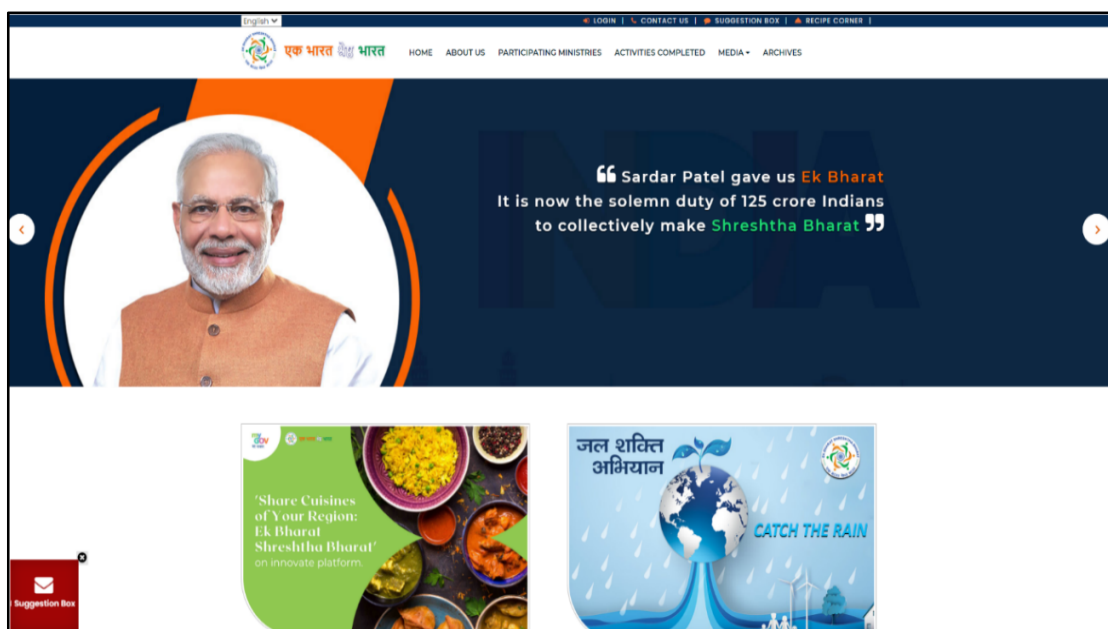 English
LOGIN | CONTACT US | SUGGESTION BOX | RECIPE CORNER |
एक भारत श्रेष्ठ भारत
HOME ABOUT US PARTICIPATING MINISTRIES ACTIVITIES COMPLETED MEDIA ARCHIVES
INDIA
❝ Sardar Patel gave us Ek Bharat
It is now the solemn duty of 125 crore Indians
to collectively make Shreshtha Bharat ❞
'Share Cuisines
of Your Region:
Ek Bharat
Shreshtha Bharat'
on innovate platform.
जल शक्ति
अभियान
CATCH THE RAIN
Suggestion Box